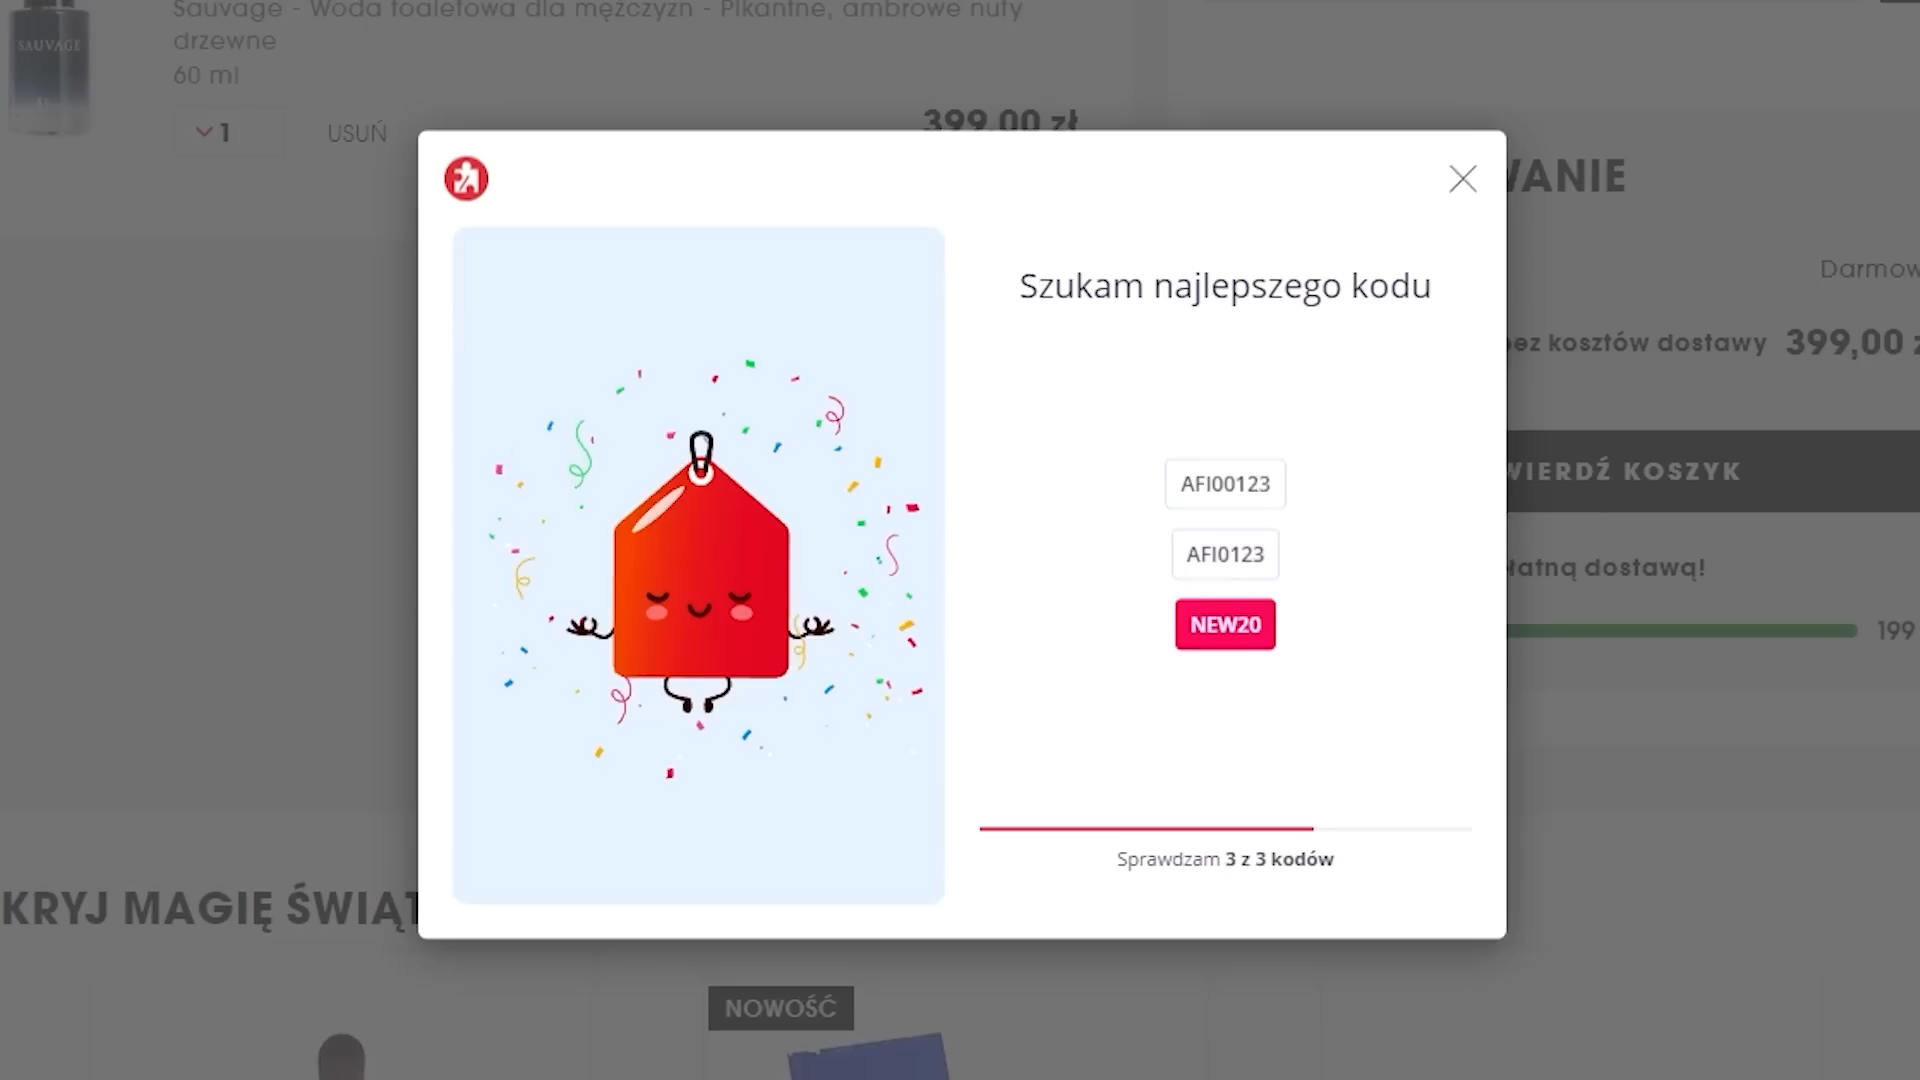 Sauvage - Woda toaletowa dla mężczyzn - Pikantne, ambrowe nuty
drzewne
60 ml
SAUVAGE
1
USUŃ
399,00 zł
Szukam najlepszego kodu
AFI00123
AFI0123
NEW20
Sprawdzam 3 z 3 kodów
WANIE
Darmow
bez kosztów dostawy 399,00 z
WIERDŹ KOSZYK
łatną dostawą!
199
KRYJ MAGIĘ ŚWIĄT
NOWOŚĆ